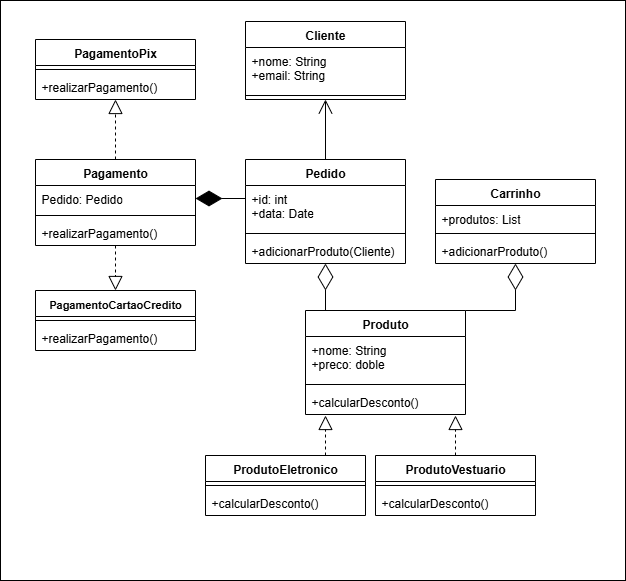 PagamentoPix
+realizarPagamento()
Cliente
+nome: String
+email: String
Pagamento
Pedido: Pedido
+realizarPagamento()
Pedido
+id: int
+data: Date
+adicionarProduto(Cliente)
Carrinho
+produtos: List
+adicionarProduto()
PagamentoCartaoCredito
+realizarPagamento()
Produto
+nome: String
+preco: doble
+calcularDesconto()
ProdutoEletronico
+calcularDesconto()
ProdutoVestuario
+calcularDesconto()